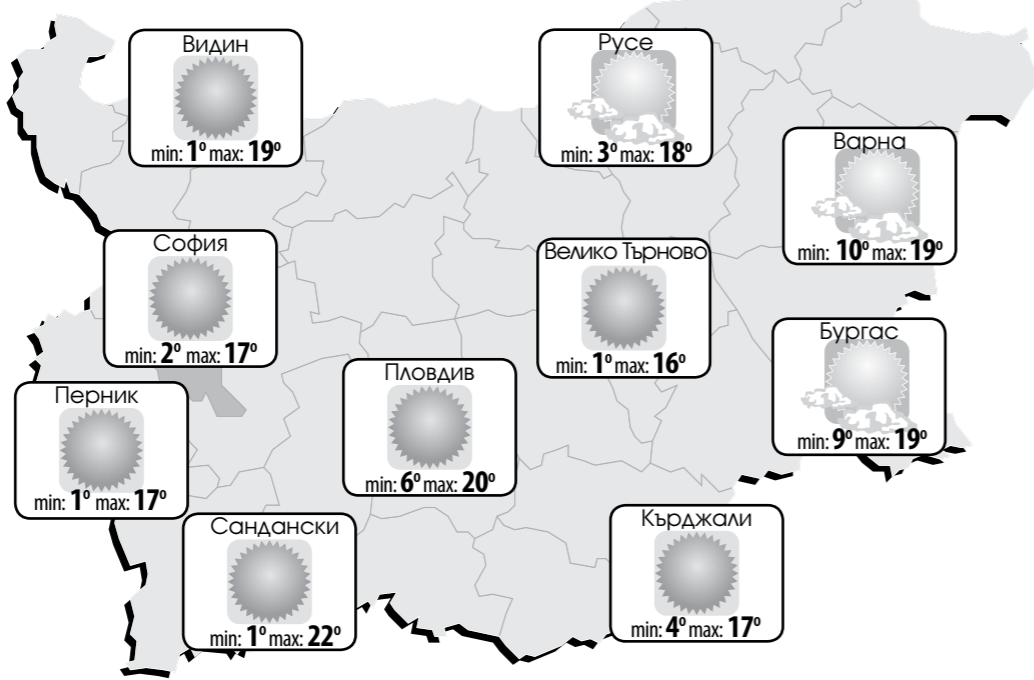 Видин
min: 1° max: 19°
Русе
min: 3° max: 18°
Варна
min: 10° max: 19°
София
min: 2° max: 17°
Велико Търново
min: 1° max: 16°
Бургас
min: 9° max: 19°
Пловдив
min: 6° max: 20°
Перник
min: 1° max: 17°
Сандански
min: 1° max: 22°
Кърджали
min: 4° max: 17°